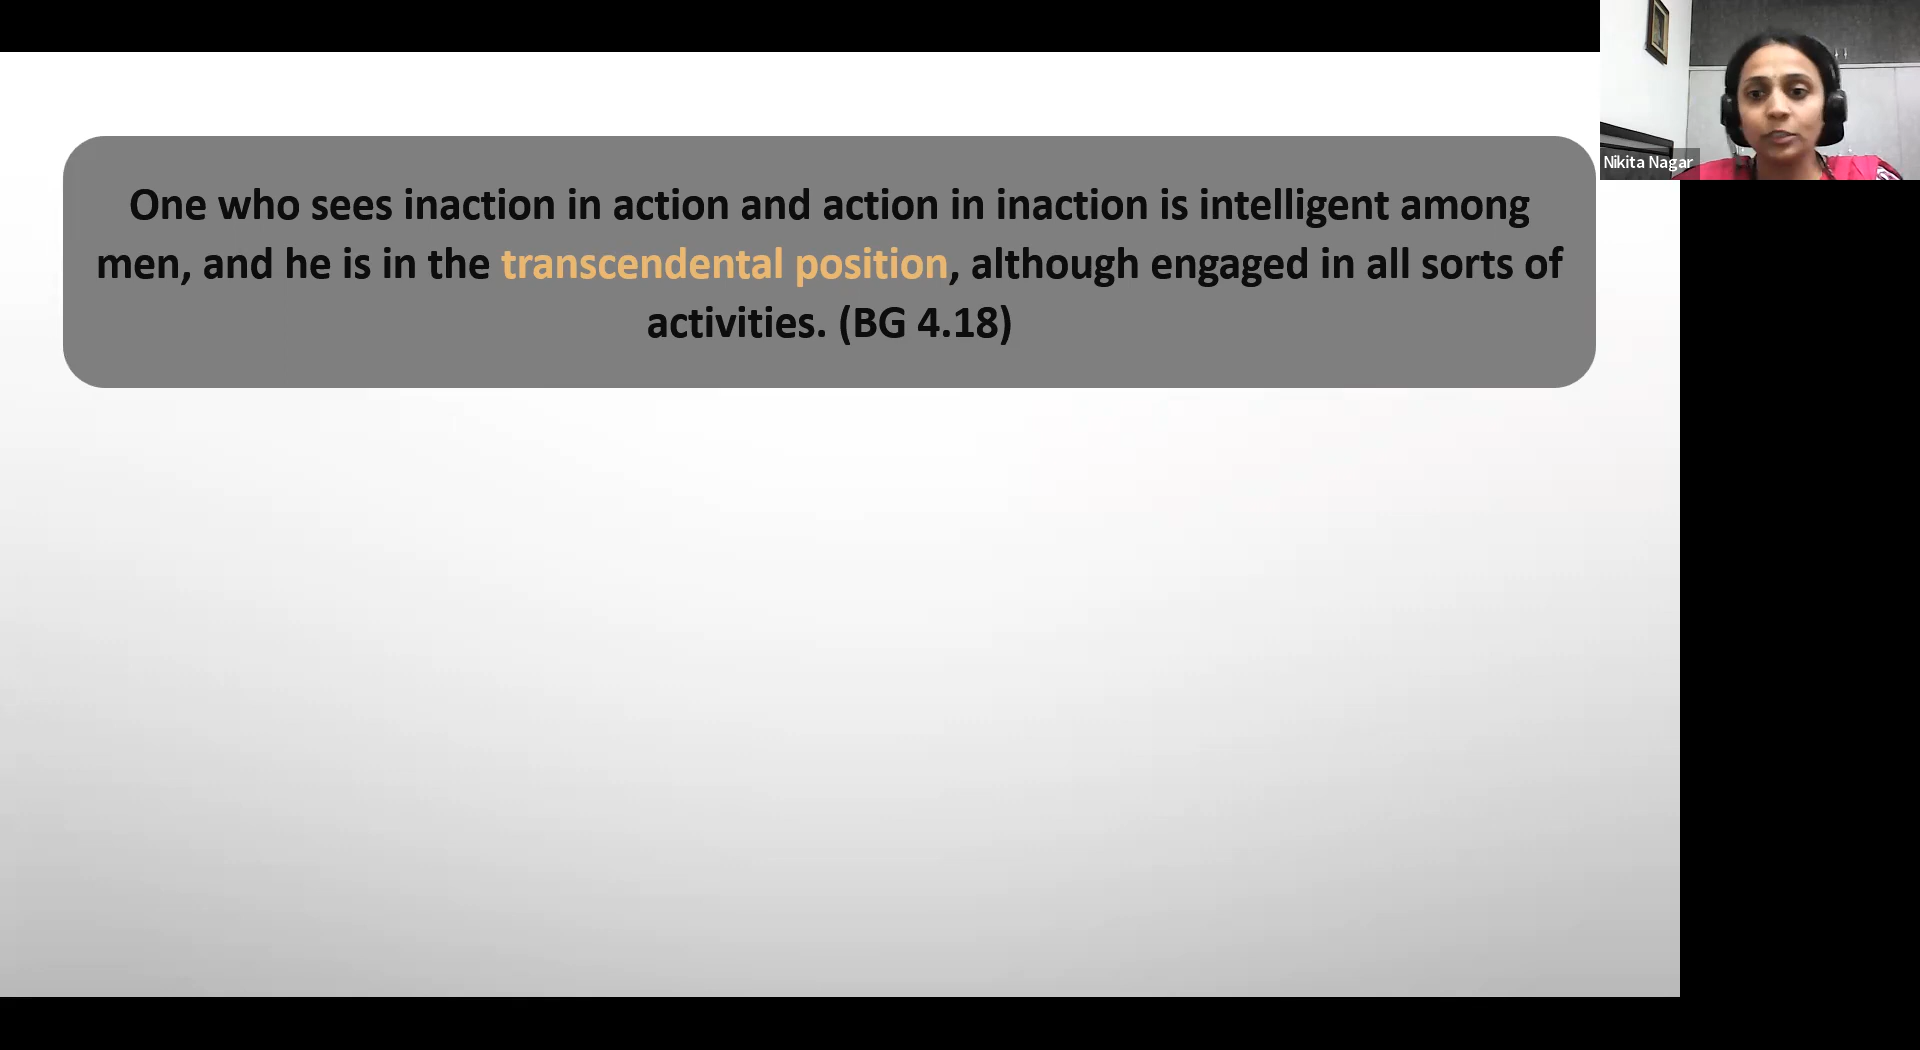 One who sees inaction in action and action in inaction is intelligent among
men, and he is in the transcendental position, although engaged in all sorts of
activities. (BG 4.18)
Nikita Nagar